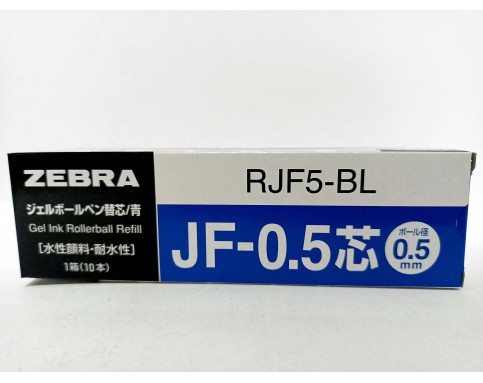 ZEBRA
ジェルボールペン替芯/青
Gel Ink Rollerball Refill
[水性顔料・耐水性]
1箱(10本)
RJF5-BL
JF-0.5芯
ボール径
0.5
mm